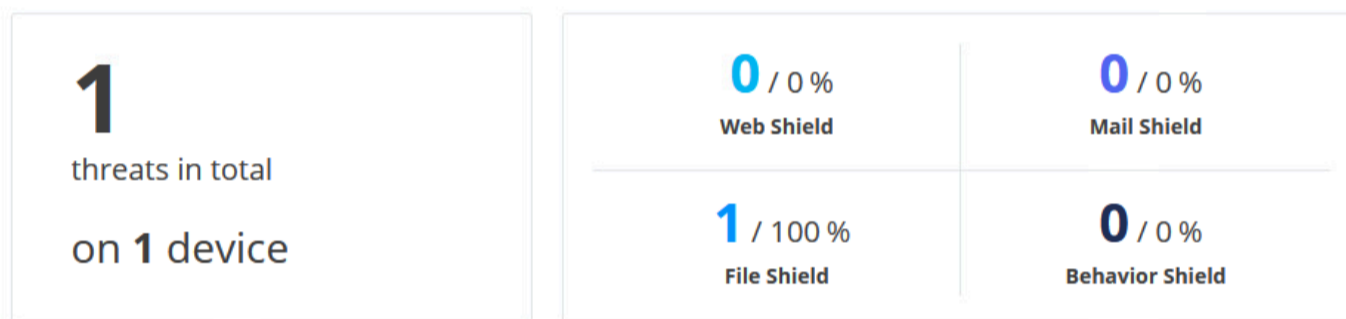 1
threats in total
on 1 device
0 / 0 %
Web Shield
0 / 0 %
Mail Shield
1 / 100 %
File Shield
0 / 0 %
Behavior Shield